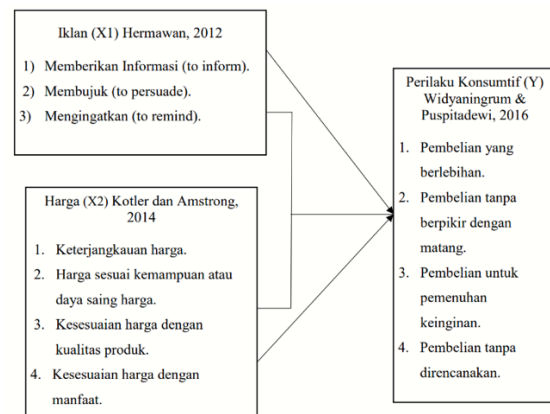 Iklan (X1) Hermawan, 2012
1) Memberikan Informasi (to inform).
2) Membujuk (to persuade).
3) Mengingatkan (to remind).
Harga (X2) Kotler dan Amstrong,
2014
1. Keterjangkauan harga.
2. Harga sesuai kemampuan atau
daya saing harga.
3. Kesesuaian harga dengan
kualitas produk.
4. Kesesuaian harga dengan
manfaat.
Perilaku Konsumtif (Y)
Widyaningrum &
Puspitadewi, 2016
1. Pembelian yang
berlebihan.
2. Pembelian tanpa
berpikir dengan
matang.
3. Pembelian untuk
pemenuhan
keinginan.
4. Pembelian tanpa
direncanakan.